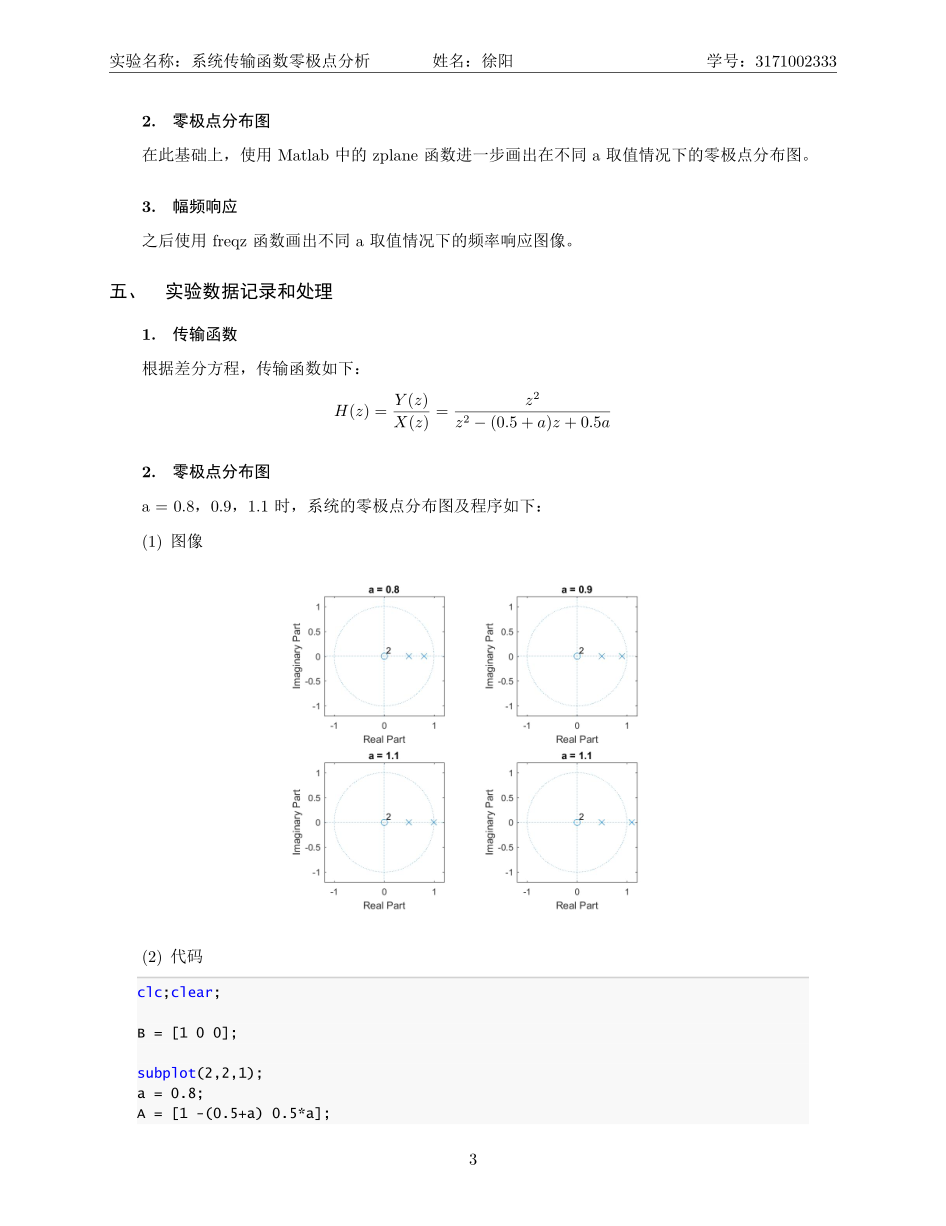 实验名称：系统传输函数零极点分析 姓名：徐阳 学号：3171002333
2. 零极点分布图
在此基础上，使用 Matlab 中的 zplane 函数进一步画出在不同 a 取值情况下的零极点分布图。
3. 幅频响应
之后使用 freqz 函数画出不同 a 取值情况下的频率响应图像。
五、 实验数据记录和处理
1. 传输函数
根据差分方程，传输函数如下：
H(z) = Y(z)/X(z) = z²/(z² − (0.5 + a)z + 0.5a)
2. 零极点分布图
a = 0.8，0.9，1.1 时，系统的零极点分布图及程序如下：
(1) 图像
a = 0.8
Imaginary Part
1
0.5
0
-0.5
-1
2
-1 0 1
Real Part
a = 0.9
Imaginary Part
1
0.5
0
-0.5
-1
2
-1 0 1
Real Part
a = 1.1
Imaginary Part
1
0.5
0
-0.5
-1
2
-1 0 1
Real Part
a = 1.1
Imaginary Part
1
0.5
0
-0.5
-1
2
-1 0 1
Real Part
(2) 代码
clc;clear;
B = [1 0 0];
subplot(2,2,1);
a = 0.8;
A = [1 -(0.5+a) 0.5*a];
3